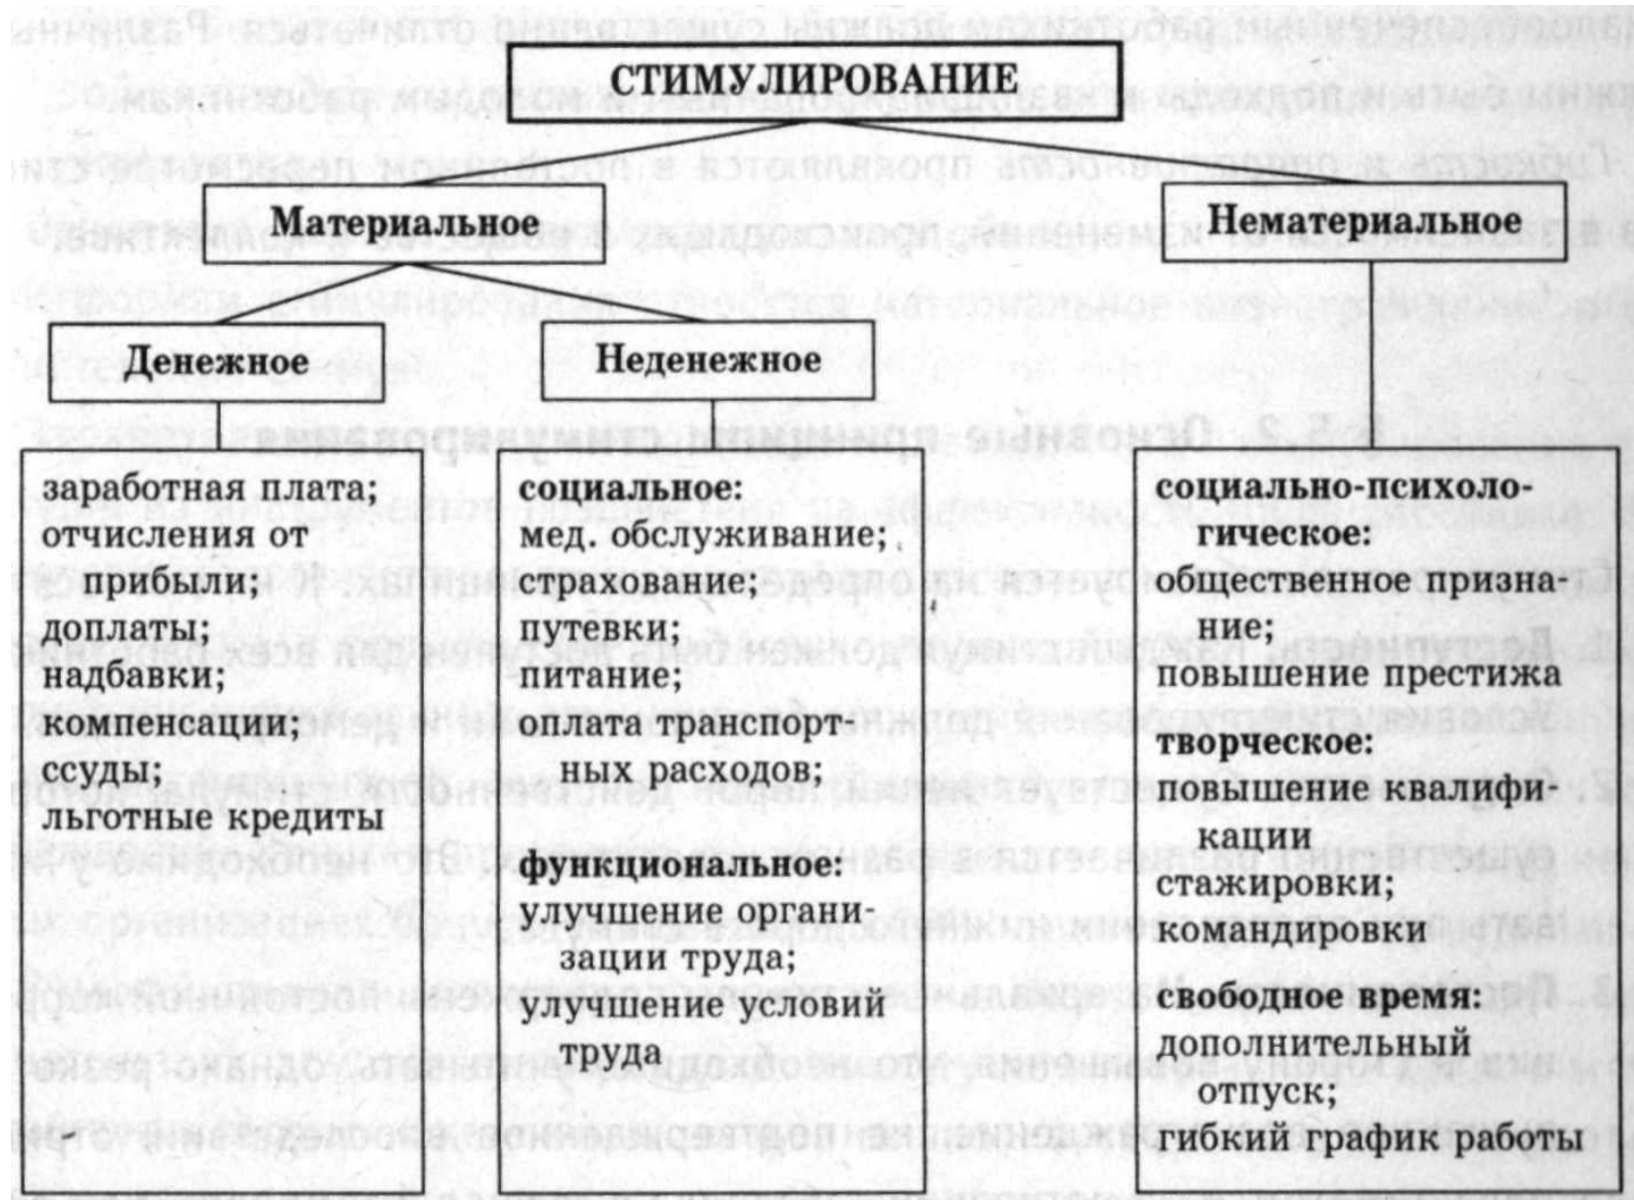 СТИМУЛИРОВАНИЕ
Материальное
Нематериальное
Денежное
Неденежное
заработная плата;
отчисления от
прибыли;
доплаты;
надбавки;
компенсации;
ссуды;
льготные кредиты
социальное:
мед. обслуживание;
страхование;
путевки;
питание;
оплата транспорт-
ных расходов;
функциональное:
улучшение органи-
зации труда;
улучшение условий
труда
социально-психоло-
гическое:
общественное призна-
ние;
повышение престижа
творческое:
повышение квалифи-
кации
стажировки;
командировки
свободное время:
дополнительный
отпуск;
гибкий график работы